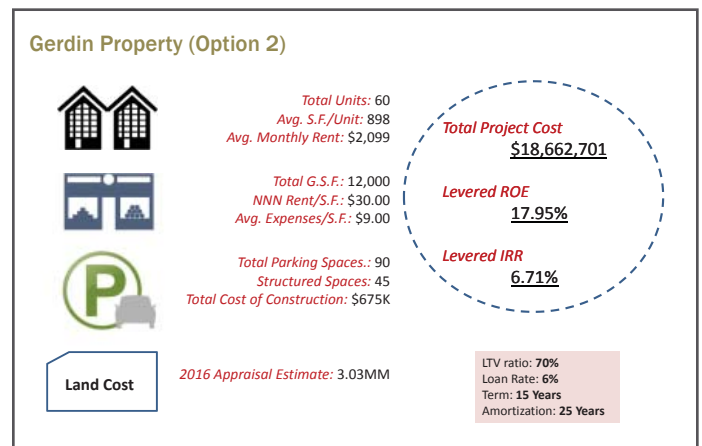 Gerdin Property (Option 2)
Total Units: 60
Avg. S.F./Unit: 898
Avg. Monthly Rent: $2,099
Total G.S.F.: 12,000
NNN Rent/S.F.: $30.00
Avg. Expenses/S.F.: $9.00
P
Total Parking Spaces.: 90
Structured Spaces: 45
Total Cost of Construction: $675K
Land Cost
2016 Appraisal Estimate: 3.03MM
Total Project Cost
$18,662,701
Levered ROE
17.95%
Levered IRR
6.71%
LTV ratio: 70%
Loan Rate: 6%
Term: 15 Years
Amortization: 25 Years